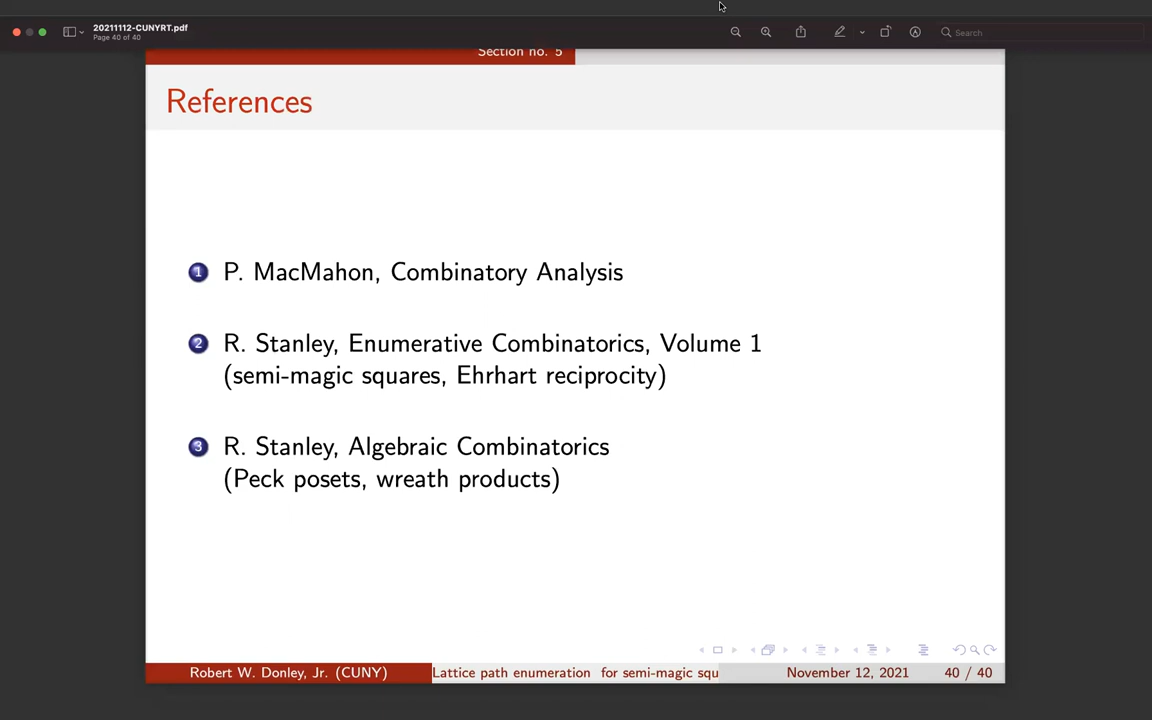 20211112-CUNYRT.pdf
Page 40 of 40
Search
Section no. 5
References
1 P. MacMahon, Combinatory Analysis
2 R. Stanley, Enumerative Combinatorics, Volume 1
(semi-magic squares, Ehrhart reciprocity)
3 R. Stanley, Algebraic Combinatorics
(Peck posets, wreath products)
Robert W. Donley, Jr. (CUNY) Lattice path enumeration for semi-magic squ November 12, 2021 40 / 40